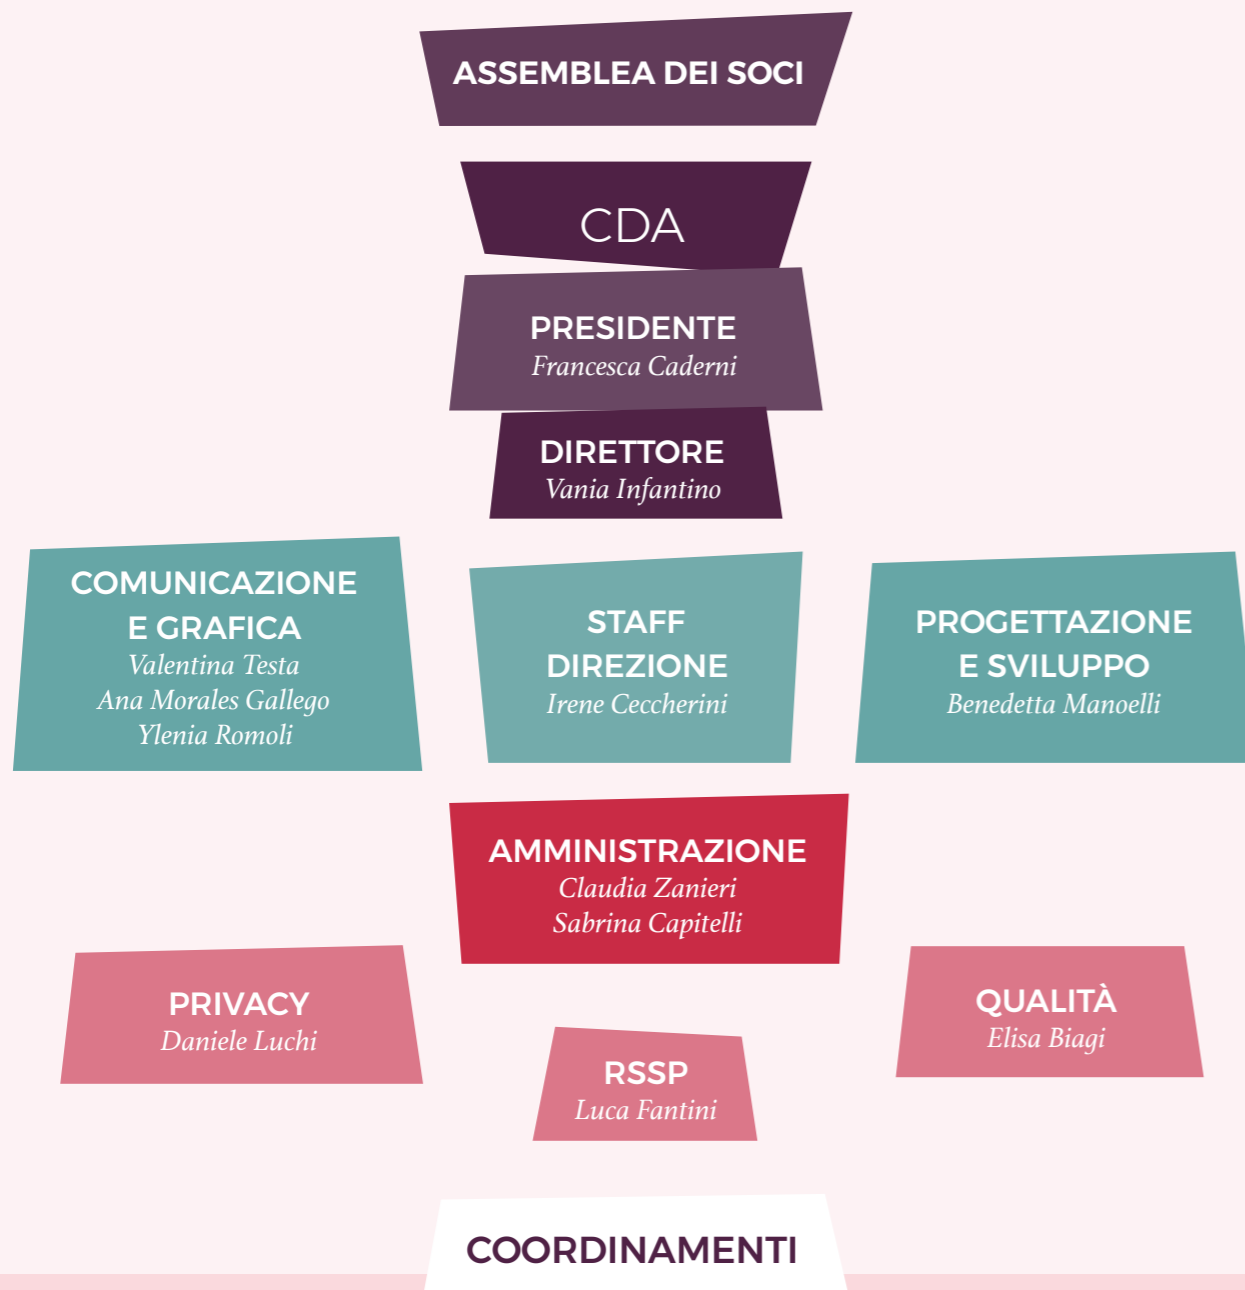 ASSEMBLEA DEI SOCI
CDA
PRESIDENTE
Francesca Caderni
DIRETTORE
Vania Infantino
COMUNICAZIONE
E GRAFICA
Valentina Testa
Ana Morales Gallego
Ylenia Romoli
STAFF
DIREZIONE
Irene Ceccherini
PROGETTAZIONE
E SVILUPPO
Benedetta Manoelli
AMMINISTRAZIONE
Claudia Zanieri
Sabrina Capitelli
PRIVACY
Daniele Luchi
RSSP
Luca Fantini
QUALITÀ
Elisa Biagi
COORDINAMENTI